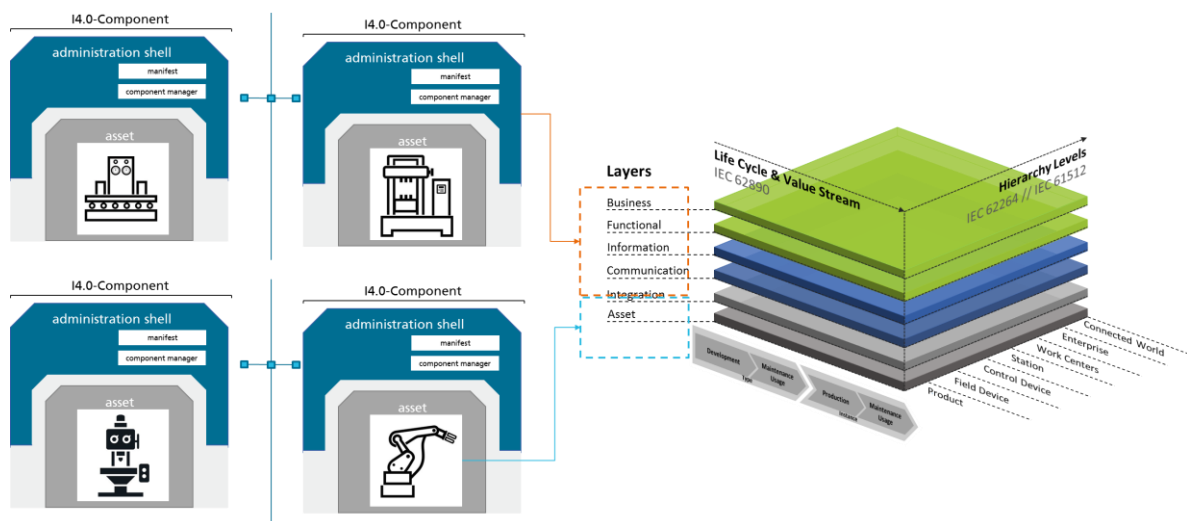 I4.0-Component
administration shell
manifest
component manager
asset
I4.0-Component
administration shell
manifest
component manager
asset
I4.0-Component
administration shell
manifest
component manager
asset
I4.0-Component
administration shell
manifest
component manager
asset
Layers
Business
Functional
Information
Communication
Integration
Asset
Life Cycle & Value Stream
IEC 62890
Hierarchy Levels
IEC 62264 // IEC 61512
Development
Maintenance
Usage
Type
Production
Maintenance
Usage
Instance
Connected World
Enterprise
Work Centers
Station
Control Device
Field Device
Product